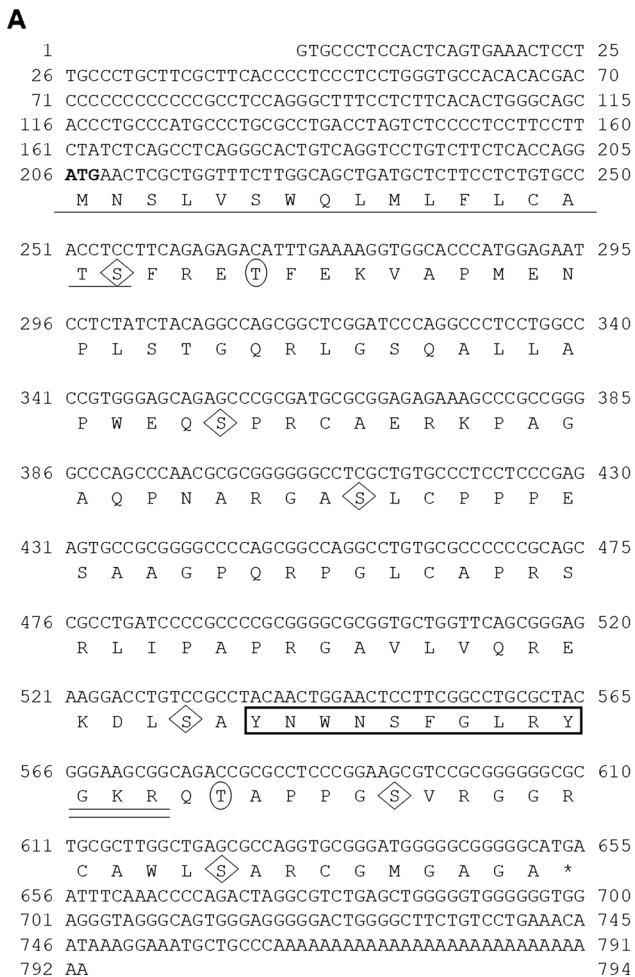 A
1 GTGCCCTCCACTCAGTGAAACTCCT 25
26 TGCCCTGCTTCGCTTCACCCCTCCCTCCTGGGTGCCACACACGAC 70
71 CCCCCCCCCCCCGCCTCCAGGGCTTTCCTCTTCACACTGGGCAGC 115
116 ACCCTGCCCATGCCCTGCGCCTGACCTAGTCTCCCCTCCTTCCTT 160
161 CTATCTCAGCCTCAGGGCACTGTCAGGTCCTGTCTTCTCACCAGG 205
206 ATGAACTCGCTGGTTTCTTGGCAGCTGATGCTCTTCCTCTGTGCC 250
M N S L V S W Q L M L F L C A
251 ACCTCCTTCAGAGAGACATTTGAAAAGGTGGCACCCATGGAGAAT 295
T S F R E T F E K V A P M E N
296 CCTCTATCTACAGGCCAGCGGCTCGGATCCCAGGCCCTCCTGGCC 340
P L S T G Q R L G S Q A L L A
341 CCGTGGGAGCAGAGCCCGCGATGCGCGGAGAGAAAGCCCGCCGGG 385
P W E Q S P R C A E R K P A G
386 GCCCAGCCCAACGCGCGGGGGGCCTCGCTGTGCCCTCCTCCCGAG 430
A Q P N A R G A S L C P P P E
431 AGTGCCGCGGGGCCCCAGCGGCCAGGCCTGTGCGCCCCCCGCAGC 475
S A A G P Q R P G L C A P R S
476 CGCCTGATCCCCGCCCCGCGGGGCGCGGTGCTGGTTCAGCGGGAG 520
R L I P A P R G A V L V Q R E
521 AAGGACCTGTCCGCCTACAACTGGAACTCCTTCGGCCTGCGCTAC 565
K D L S A Y N W N S F G L R Y
566 GGGAAGCGGCAGACCGCGCCTCCCGGAAGCGTCCGCGGGGGGCGC 610
G K R Q T A P P G S V R G G R
611 TGCGCTTGGCTGAGCGCCAGGTGCGGGATGGGGGCGGGGGCATGA 655
C A W L S A R C G M G A G A *
656 ATTTCAAACCCCAGACTAGGCGTCTGAGCTGGGGGTGGGGGGTGG 700
701 AGGGTAGGGCAGTGGGAGGGGGACTGGGGCTTCTGTCCTGAAACA 745
746 ATAAAGGAAATGCTGCCCAAAAAAAAAAAAAAAAAAAAAAAAAAA 791
792 AA 794